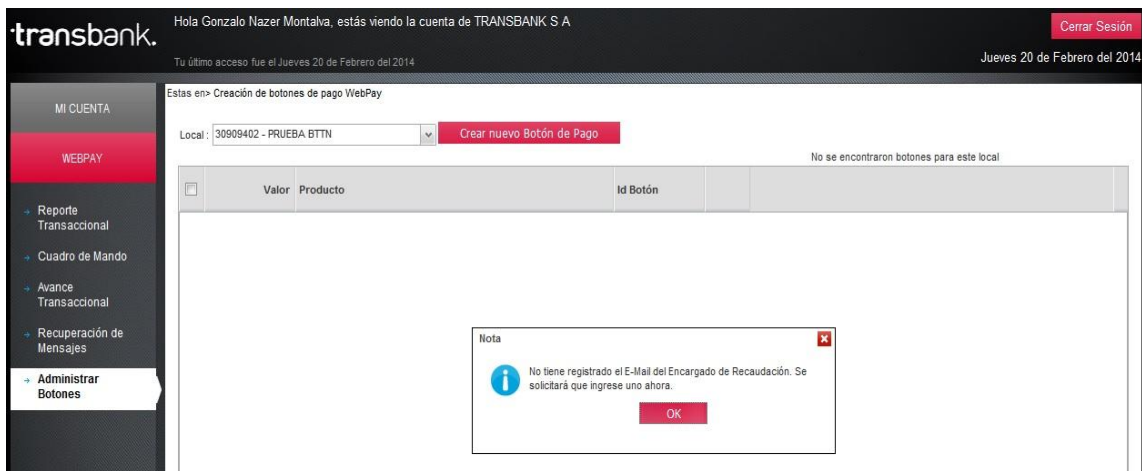 transbank.
Hola Gonzalo Nazer Montalva, estás viendo la cuenta de TRANSBANK S A
Cerrar Sesión
Tu último acceso fue el Jueves 20 de Febrero del 2014
Jueves 20 de Febrero del 2014
MI CUENTA
WEBPAY
Reporte
Transaccional
Cuadro de Mando
Avance
Transaccional
Recuperación de
Mensajes
Administrar
Botones
Estas en> Creación de botones de pago WebPay
Local : 30909402 - PRUEBA BTTN
Crear nuevo Botón de Pago
No se encontraron botones para este local
Valor Producto Id Botón
Nota
No tiene registrado el E-Mail del Encargado de Recaudación. Se
solicitará que ingrese uno ahora.
OK